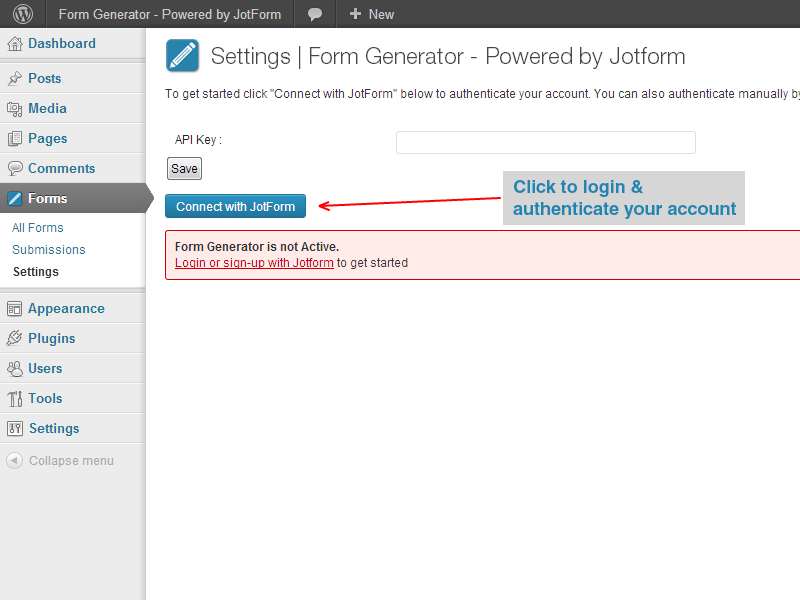 Form Generator - Powered by JotForm
New
Dashboard
Posts
Media
Pages
Comments
Forms
All Forms
Submissions
Settings
Appearance
Plugins
Users
Tools
Settings
Collapse menu
Settings | Form Generator - Powered by Jotform
To get started click "Connect with JotForm" below to authenticate your account. You can also authenticate manually by
API Key :
Save
Connect with JotForm
Click to login &
authenticate your account
Form Generator is not Active.
Login or sign-up with Jotform to get started